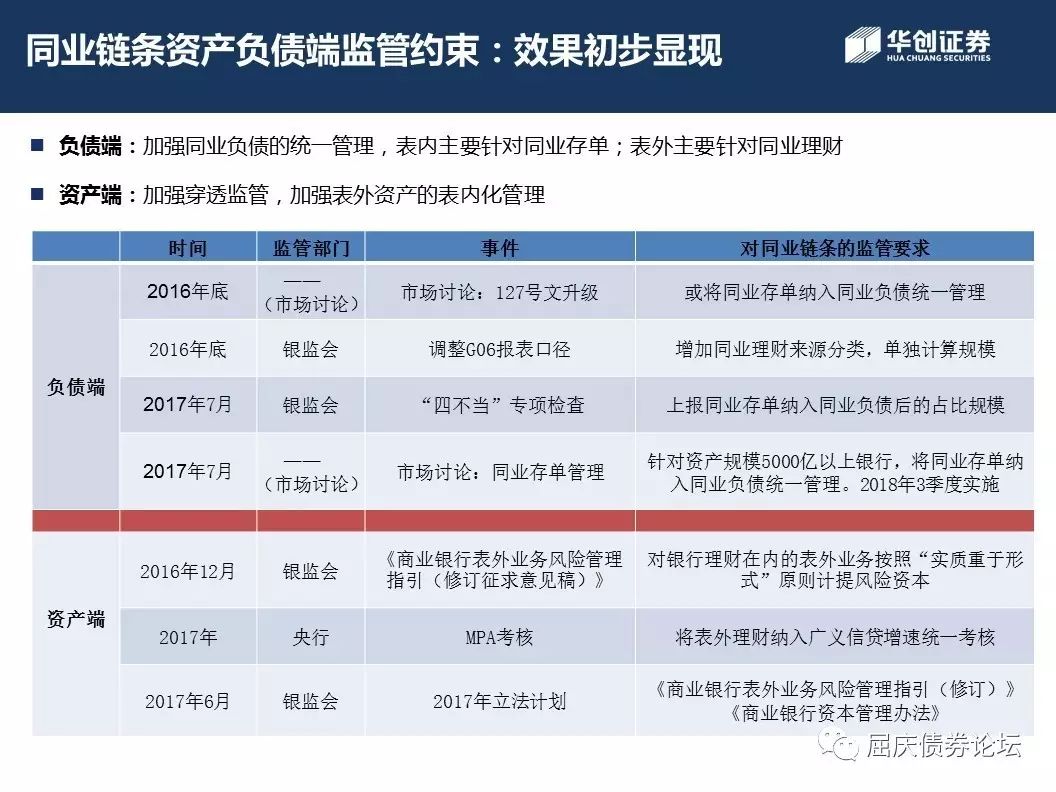 同业链条资产负债端监管约束：效果初步显现
华创证券
HUA CHUANG SECURITIES
负债端：加强同业负债的统一管理，表内主要针对同业存单；表外主要针对同业理财
资产端：加强穿透监管，加强表外资产的表内化管理
时间 监管部门 事件 对同业链条的监管要求
负债端
2016年底 ——（市场讨论） 市场讨论：127号文升级 或将同业存单纳入同业负债统一管理
2016年底 银监会 调整G06报表口径 增加同业理财来源分类，单独计算规模
2017年7月 银监会 “四不当”专项检查 上报同业存单纳入同业负债后的占比规模
2017年7月 ——（市场讨论） 市场讨论：同业存单管理 针对资产规模5000亿以上银行，将同业存单纳
入同业负债统一管理。2018年3季度实施
资产端
2016年12月 银监会 《商业银行表外业务风险管理
指引（修订征求意见稿）》 对银行理财在内的表外业务按照“实质重于形
式”原则计提风险资本
2017年 央行 MPA考核 将表外理财纳入广义信贷增速统一考核
2017年6月 银监会 2017年立法计划 《商业银行表外业务风险管理指引（修订）》
《商业银行资本管理办法》
屈庆债券论坛